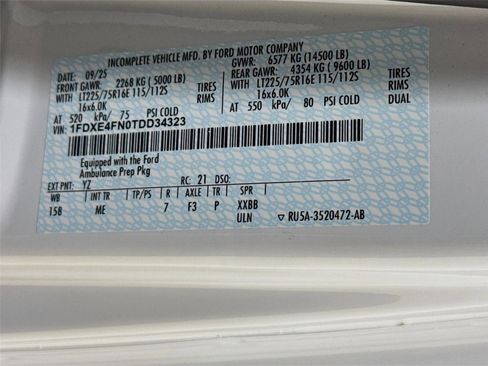 INCOMPLETE VEHICLE MFD. BY FORD MOTOR COMPANY
DATE: 09/25 GVWR: 6577 KG (14500 LB)
FRONT GAWR: 2268 KG (5000 LB) REAR GAWR: 4354 KG (9600 LB)
WITH LT225/75R16E 115/112S WITH LT225/75R16E 115/112S TIRES
16x6.0K 16x6.0K RIMS
AT 520 kPa/ 75 PSI COLD AT 550 kPa/ 80 PSI COLD DUAL
VIN: 1FDXE4FN0TDD34323
Equipped with the Ford
Ambulance Prep Pkg
EXT PNT: YZ RC: 21 DSO:
WB INT TR TP/PS R AXLE TR SPR
158 ME 7 F3 P XXBB
ULN ▽ RU5A-3520472-AB